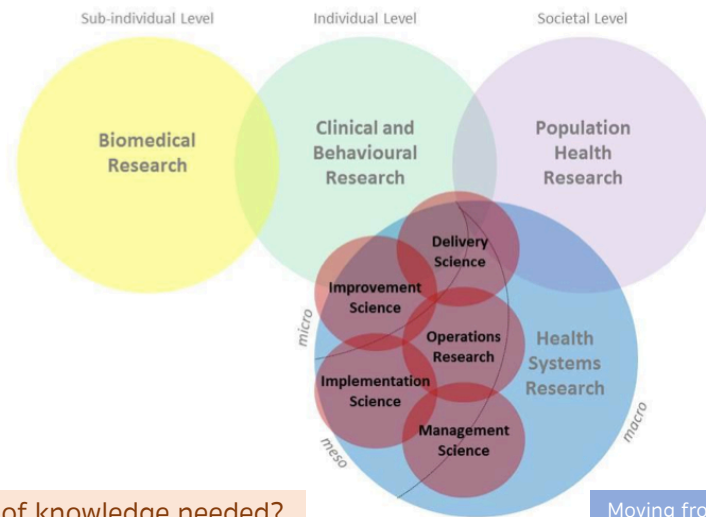 Sub-individual Level
Individual Level
Societal Level
Biomedical
Research
Clinical and
Behavioural
Research
Population
Health
Research
Delivery
Science
Improvement
Science
micro
Operations
Research
Health
Systems
Research
Implementation
Science
Management
Science
meso
macro
of knowledge needed?
Moving fro